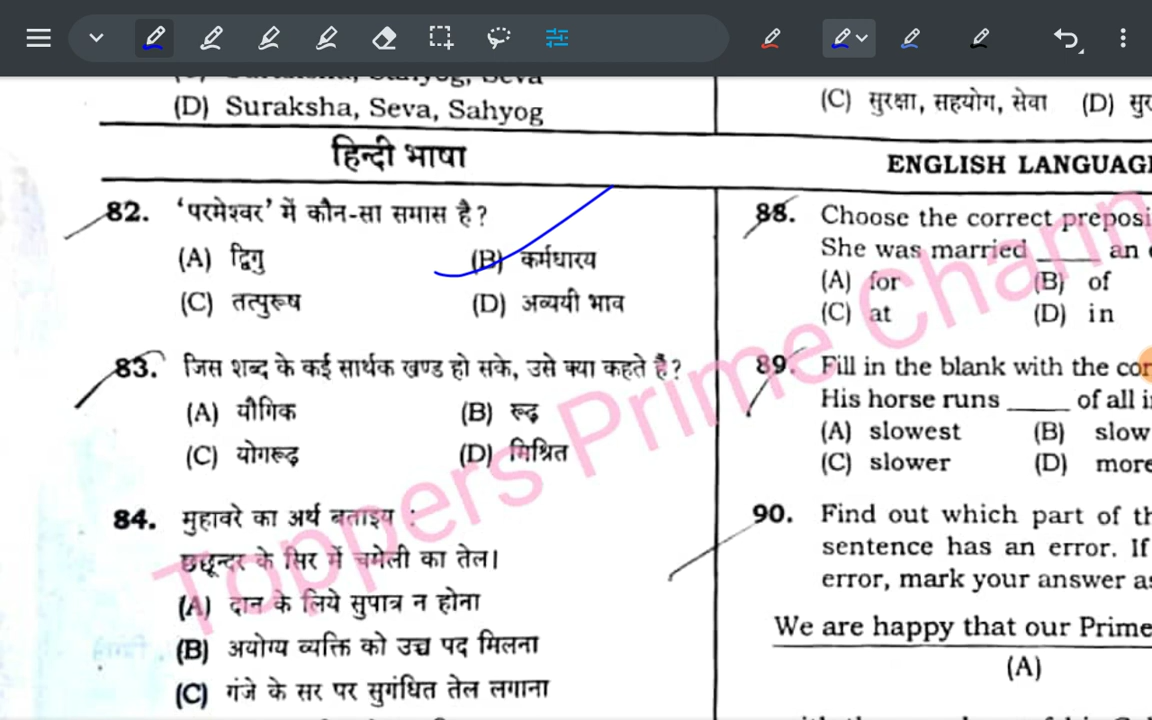 (D) Suraksha, Seva, Sahyog
हिन्दी भाषा
82. 'परमेश्वर' में कौन-सा समास है?
(A) द्विगु (B) कर्मधारय
(C) तत्पुरूष (D) अव्ययी भाव
83. जिस शब्द के कई सार्थक खण्ड हो सके, उसे क्या कहते है?
(A) यौगिक (B) रूढ़
(C) योगरूढ़ (D) मिश्रित
84. मुहावरे का अर्थ बताइय :
छछून्दर के सिर में चमेली का तेल।
(A) दान के लिये सुपात्र न होना
(B) अयोग्य व्यक्ति को उच्च पद मिलना
(C) गंजे के सर पर सुगंधित तेल लगाना
(C) सुरक्षा, सहयोग, सेवा (D)
ENGLISH LANGUAG
88. Choose the correct preposi
She was married ____ an
(A) for (B) of
(C) at (D) in
89. Fill in the blank with the cor
His horse runs ____ of all i
(A) slowest (B) slow
(C) slower (D) more
90. Find out which part of th
sentence has an error. If
error, mark your answer as
We are happy that our Prime
(A)
Toppers Prime Chann